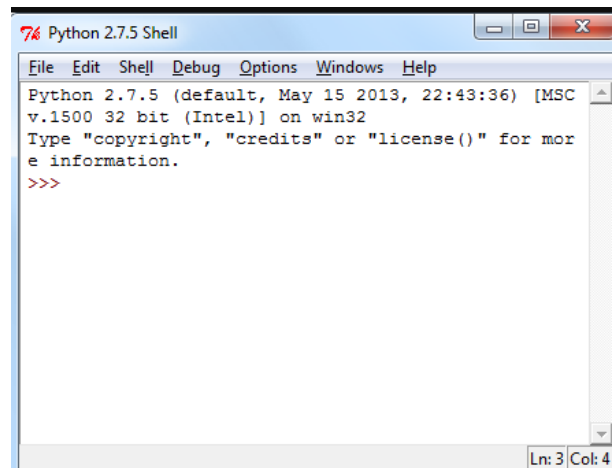 Python 2.7.5 Shell
File Edit Shell Debug Options Windows Help
Python 2.7.5 (default, May 15 2013, 22:43:36) [MSC
v.1500 32 bit (Intel)] on win32
Type "copyright", "credits" or "license()" for mor
e information.
>>>
Ln: 3 Col: 4